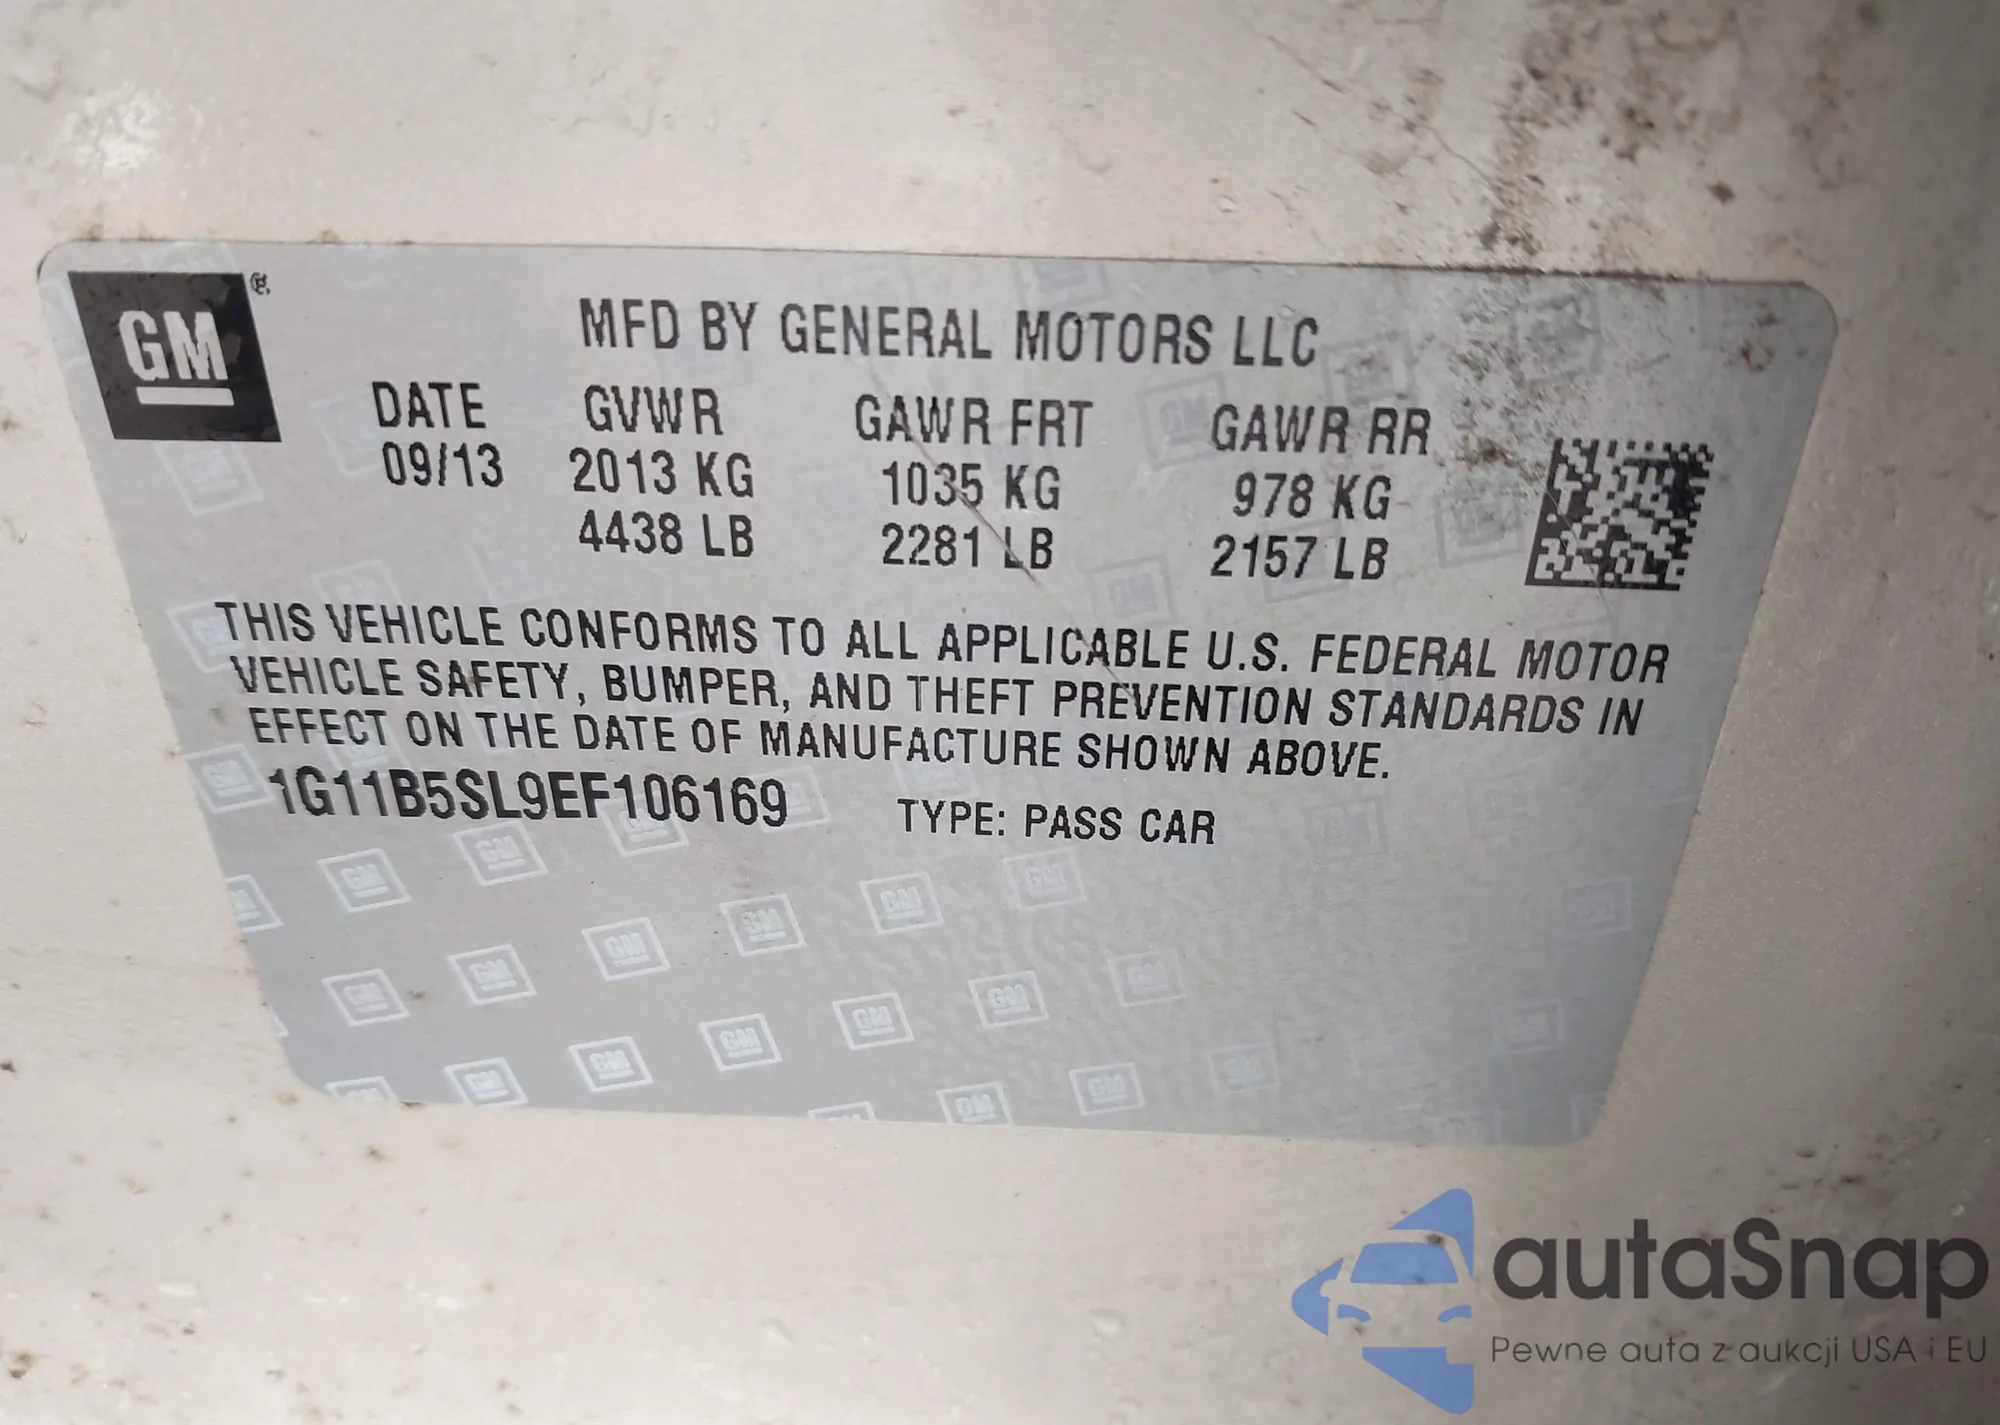 GM®
MFD BY GENERAL MOTORS LLC
DATE GVWR GAWR FRT GAWR RR
09/13 2013 KG 1035 KG 978 KG
4438 LB 2281 LB 2157 LB
THIS VEHICLE CONFORMS TO ALL APPLICABLE U.S. FEDERAL MOTOR
VEHICLE SAFETY, BUMPER, AND THEFT PREVENTION STANDARDS IN
EFFECT ON THE DATE OF MANUFACTURE SHOWN ABOVE.
1G11B5SL9EF106169 TYPE: PASS CAR
autaSnap
Pewne auta z aukcji USA i EU